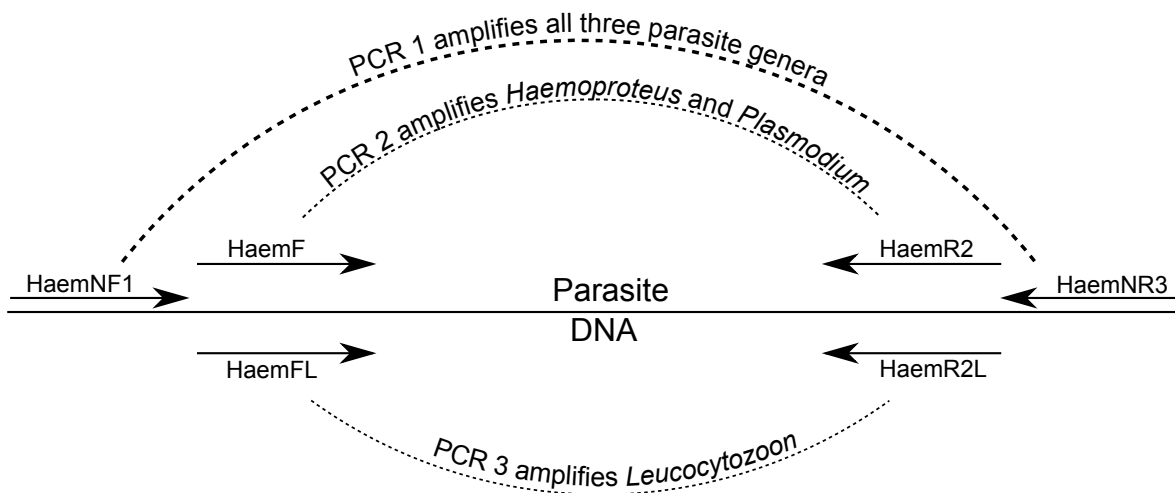 PCR 1 amplifies all three parasite genera
PCR 2 amplifies Haemoproteus and Plasmodium
HaemF
HaemR2
HaemNF1
HaemNR3
Parasite
DNA
HaemFL
HaemR2L
PCR 3 amplifies Leucocytozoon